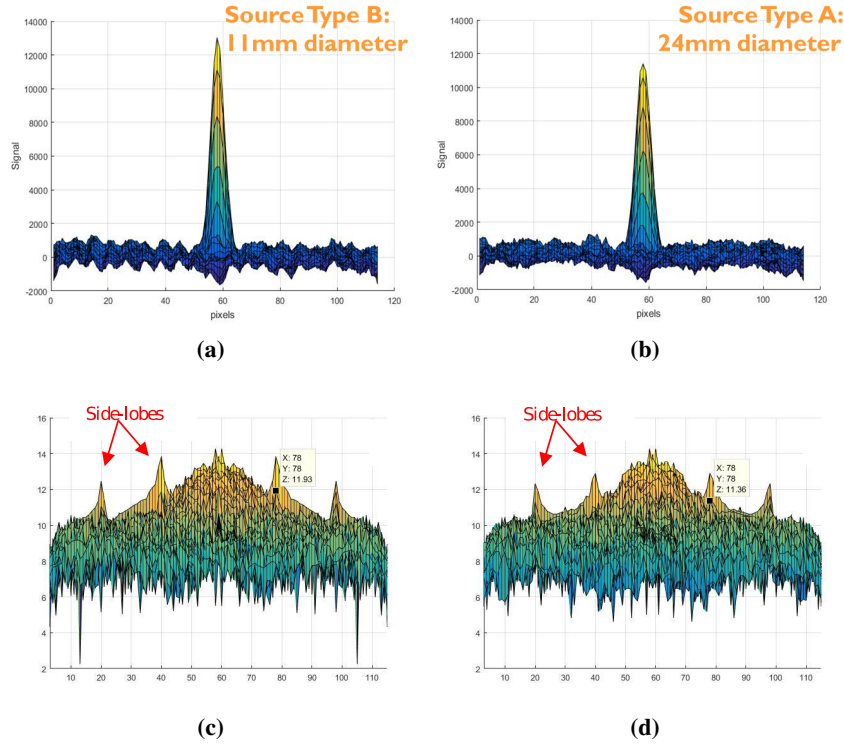 Source Type B:
11mm diameter
14000
12000
10000
8000
6000
4000
2000
0
-2000
Signal
0 20 40 60 80 100 120
pixels
(a)
Source Type A:
24mm diameter
14000
12000
10000
8000
6000
4000
2000
0
-2000
Signal
0 20 40 60 80 100 120
pixels
(b)
Side-lobes
16
14
12
10
8
6
4
2
X: 78
Y: 78
Z: 11.93
10 20 30 40 50 60 70 80 90 100 110
(c)
Side-lobes
16
14
12
10
8
6
4
2
X: 78
Y: 78
Z: 11.36
10 20 30 40 50 60 70 80 90 100 110
(d)